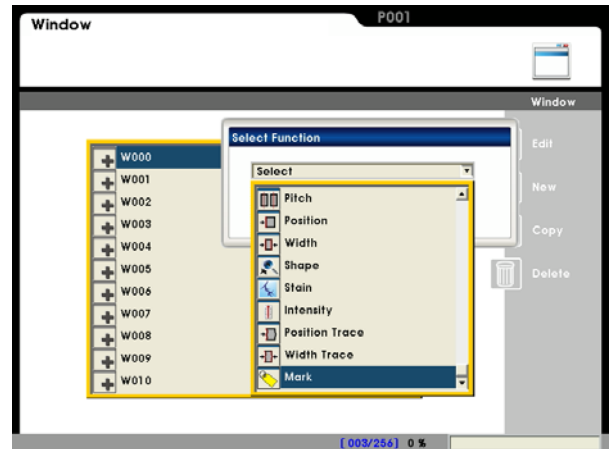 Window
P001
Window
Select Function
Select
Edit
New
Copy
Delete
W000
W001
W002
W003
W004
W005
W006
W007
W008
W009
W010
Pitch
Position
Width
Shape
Stain
Intensity
Position Trace
Width Trace
Mark
[003/256] 0 %